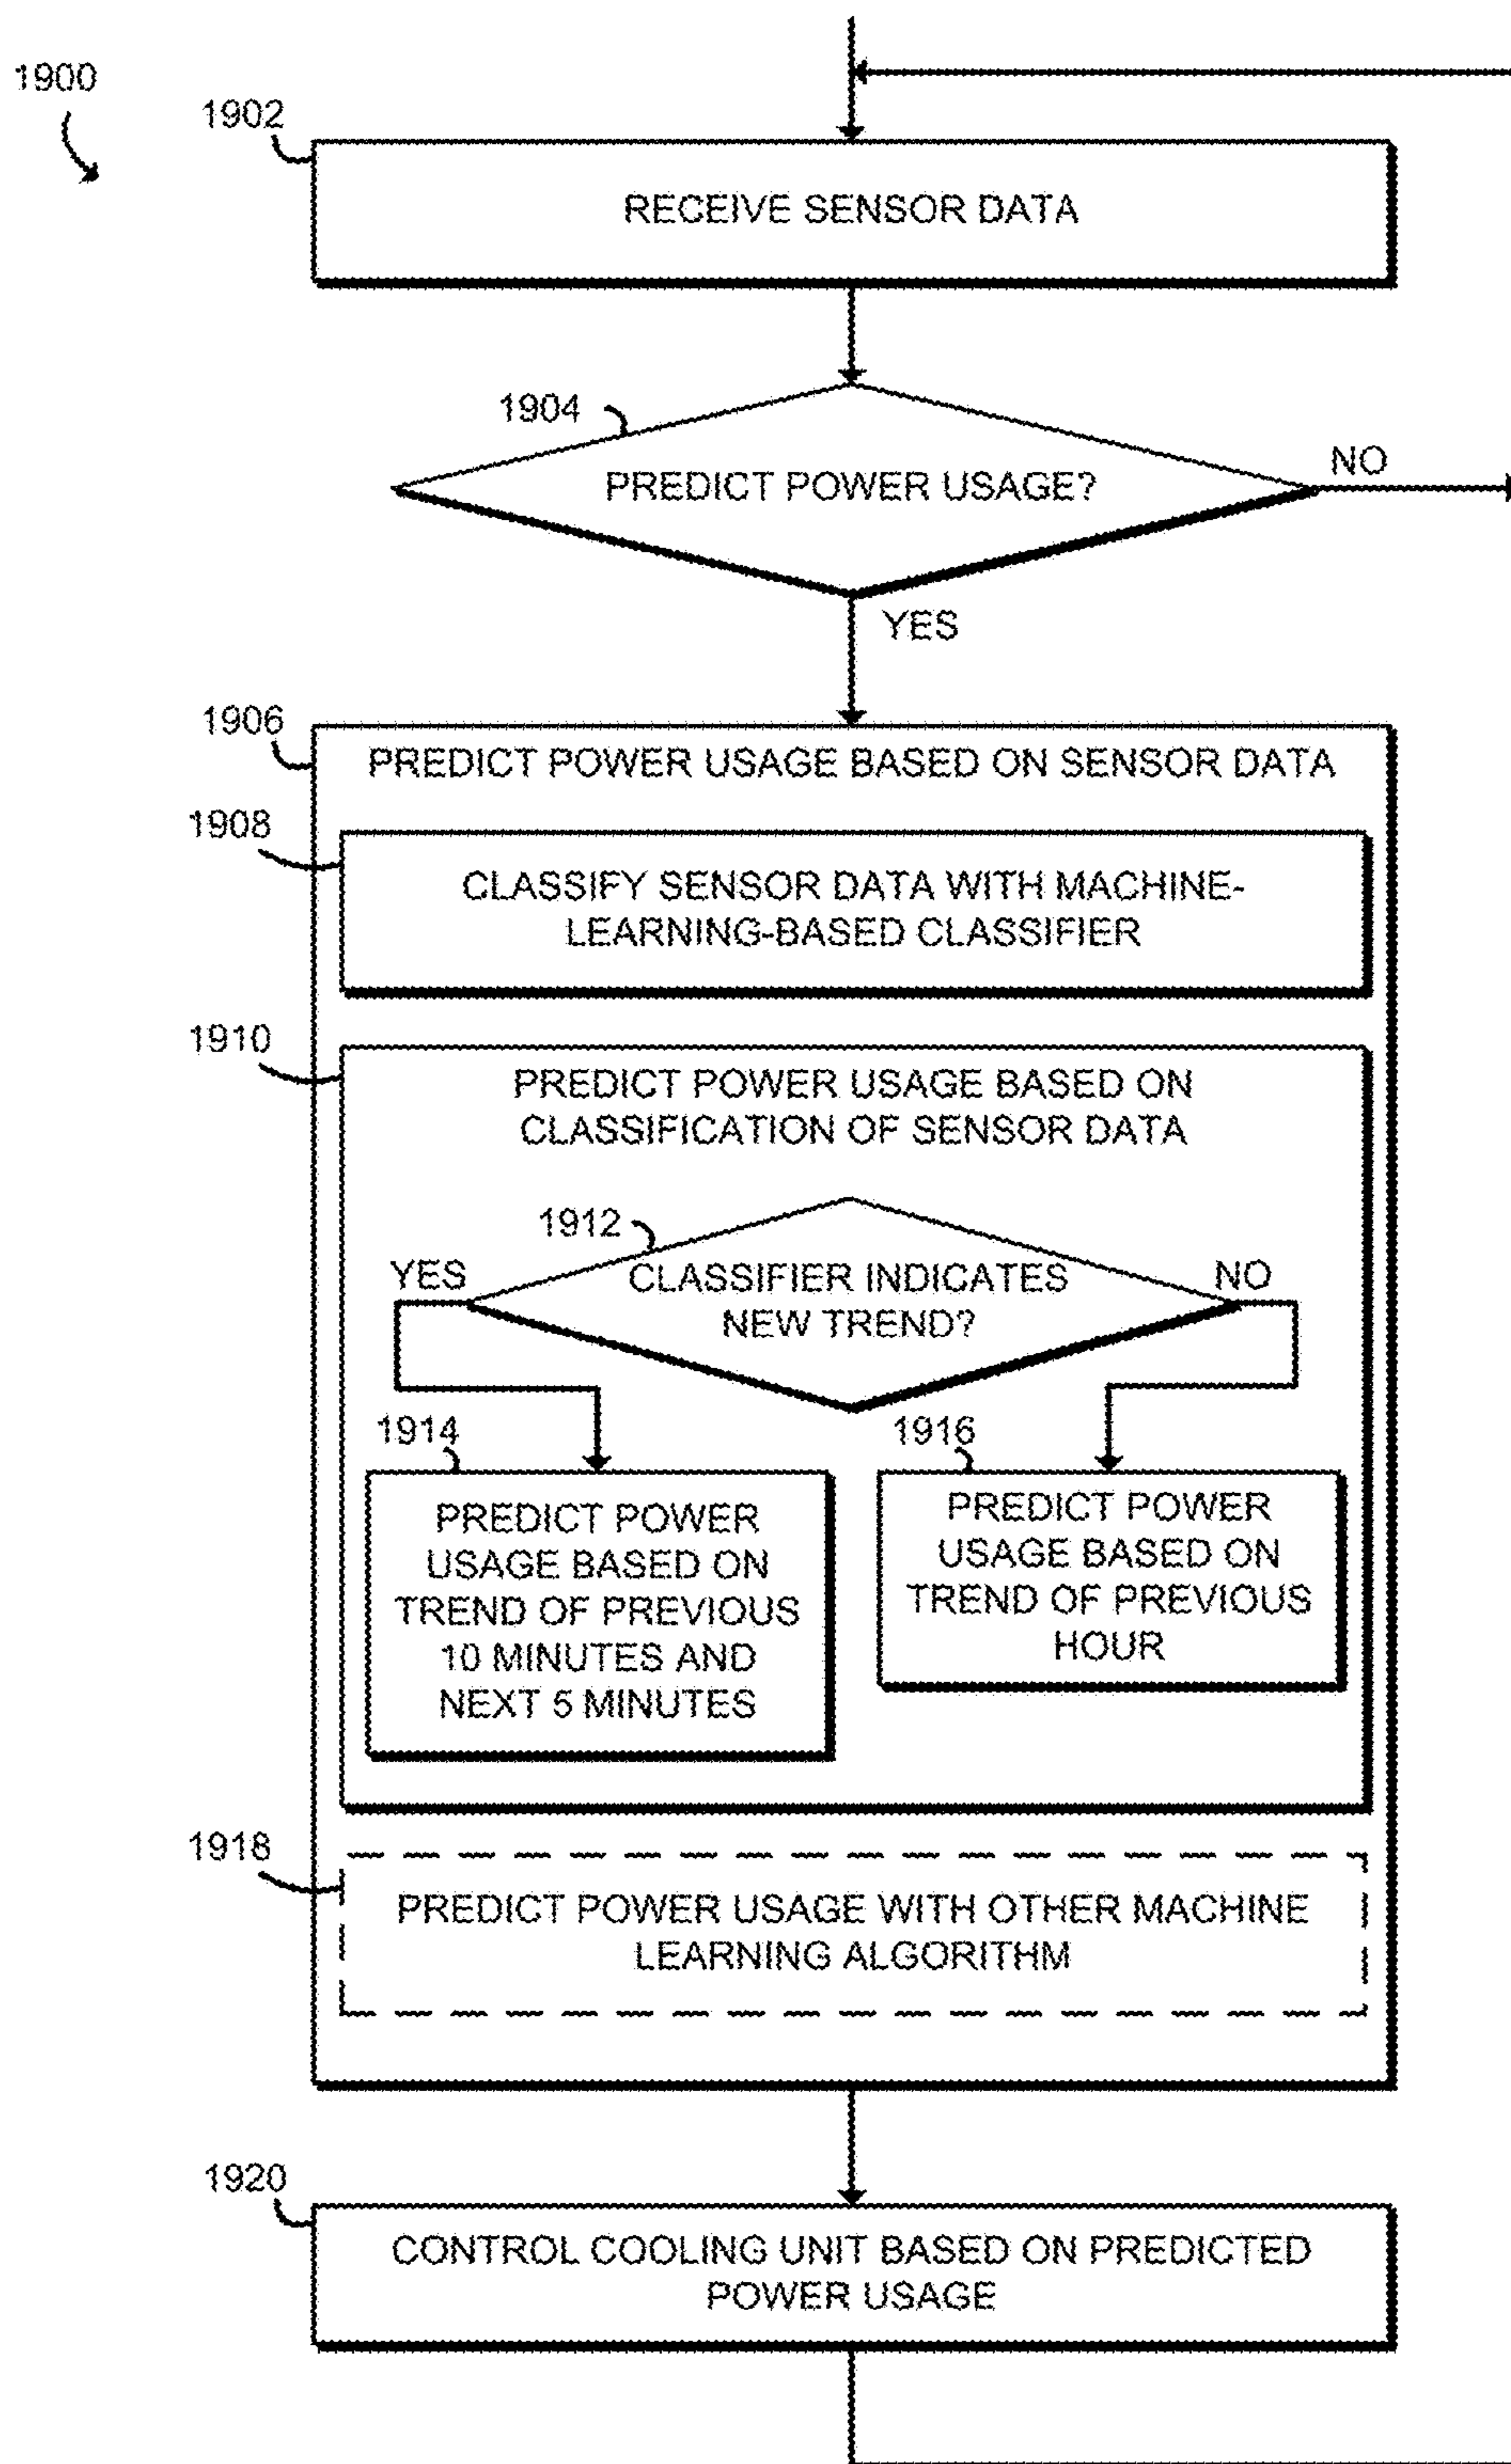 1900
1902
RECEIVE SENSOR DATA
1904
PREDICT POWER USAGE?
NO
YES
1906
PREDICT POWER USAGE BASED ON SENSOR DATA
1908
CLASSIFY SENSOR DATA WITH MACHINE-
LEARNING-BASED CLASSIFIER
1910
PREDICT POWER USAGE BASED ON
CLASSIFICATION OF SENSOR DATA
1912
YES
CLASSIFIER INDICATES
NEW TREND?
NO
1914
PREDICT POWER
USAGE BASED ON
TREND OF PREVIOUS
10 MINUTES AND
NEXT 5 MINUTES
1916
PREDICT POWER
USAGE BASED ON
TREND OF PREVIOUS
HOUR
1918
PREDICT POWER USAGE WITH OTHER MACHINE
LEARNING ALGORITHM
1920
CONTROL COOLING UNIT BASED ON PREDICTED
POWER USAGE